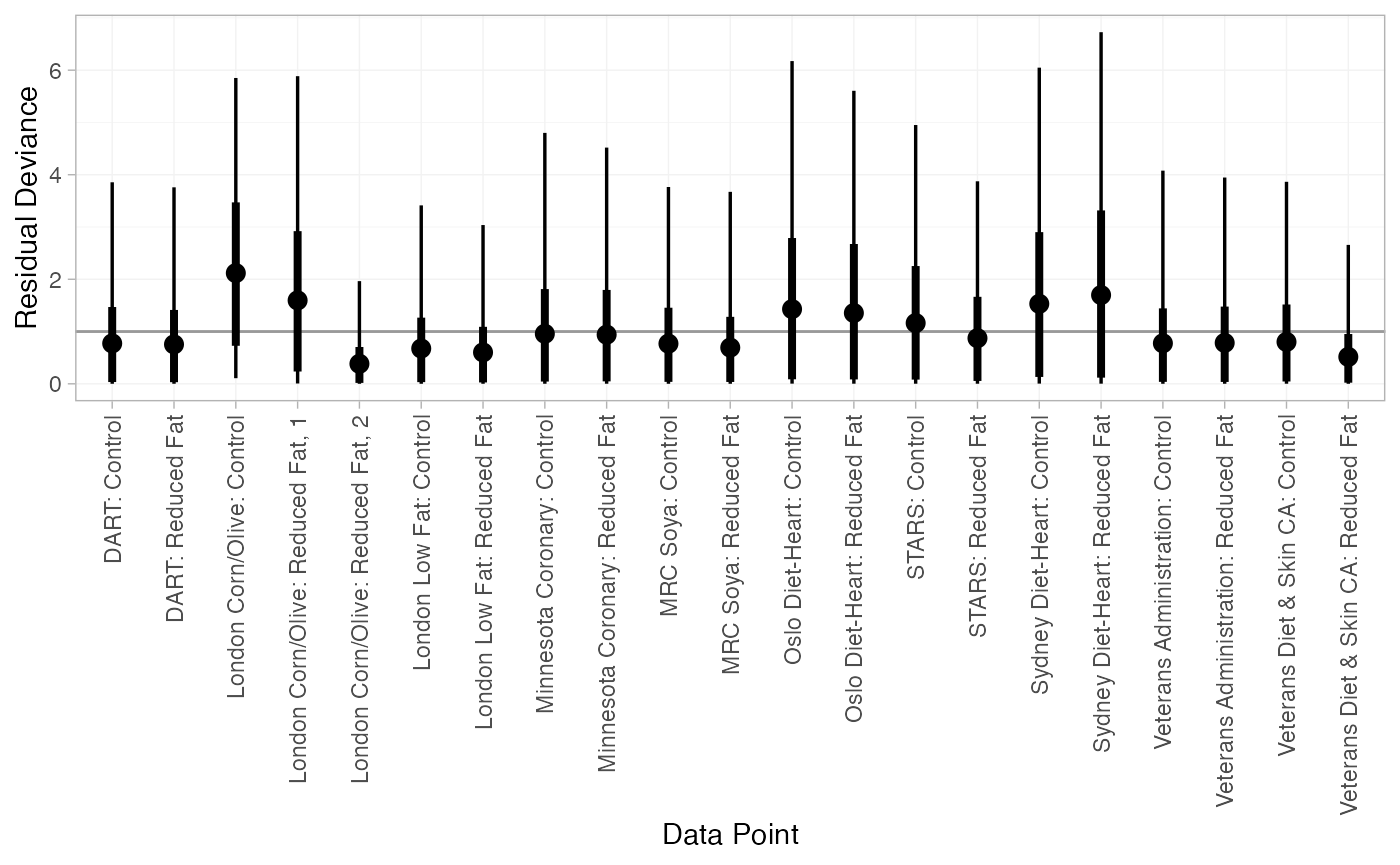 Residual Deviance
6
4
2
0
DART: Control
DART: Reduced Fat
London Corn/Olive: Control
London Corn/Olive: Reduced Fat, 1
London Corn/Olive: Reduced Fat, 2
London Low Fat: Control
London Low Fat: Reduced Fat
Minnesota Coronary: Control
Minnesota Coronary: Reduced Fat
MRC Soya: Control
MRC Soya: Reduced Fat
Oslo Diet-Heart: Control
Oslo Diet-Heart: Reduced Fat
STARS: Control
STARS: Reduced Fat
Sydney Diet-Heart: Control
Sydney Diet-Heart: Reduced Fat
Veterans Administration: Control
Veterans Administration: Reduced Fat
Veterans Diet & Skin CA: Control
Veterans Diet & Skin CA: Reduced Fat
Data Point